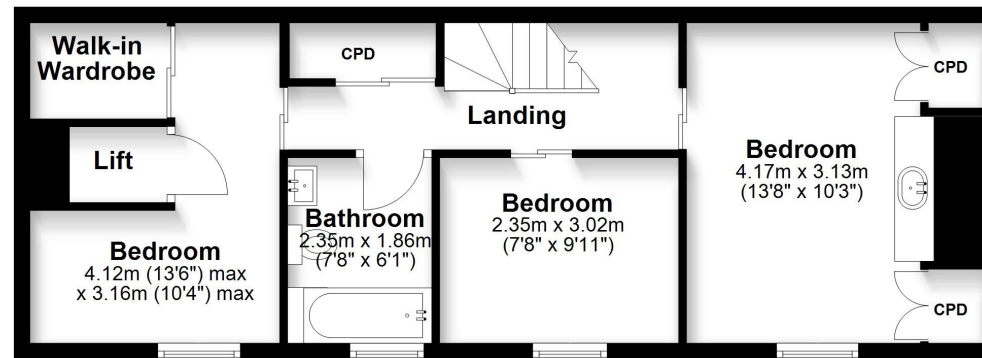 Walk-in
Wardrobe
CPD
CPD
Landing
Lift
Bedroom
4.17m x 3.13m
(13'8" x 10'3")
Bathroom
2.35m x 1.86m
(7'8" x 6'1")
Bedroom
2.35m x 3.02m
(7'8" x 9'11")
Bedroom
4.12m (13'6") max
x 3.16m (10'4") max
CPD